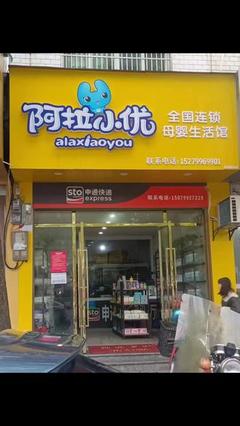 阿拉小优
alaxiaoyou
全国连锁
母婴生活馆
联系电话: 15279969901
sto 申通快递
express